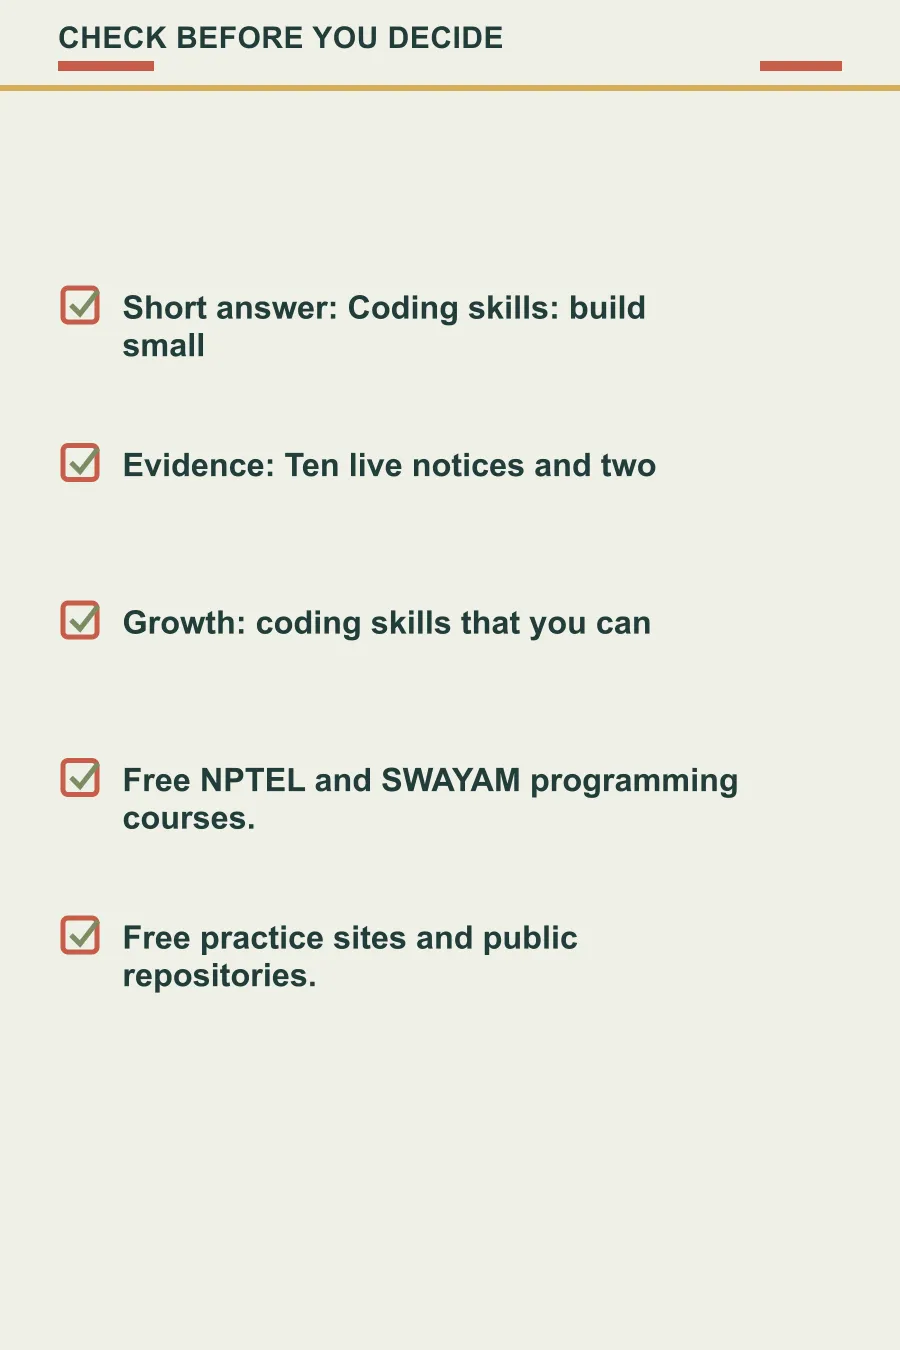 CHECK BEFORE YOU DECIDE
Short answer: Coding skills: build
small
Evidence: Ten live notices and two
Growth: coding skills that you can
Free NPTEL and SWAYAM programming
courses.
Free practice sites and public
repositories.